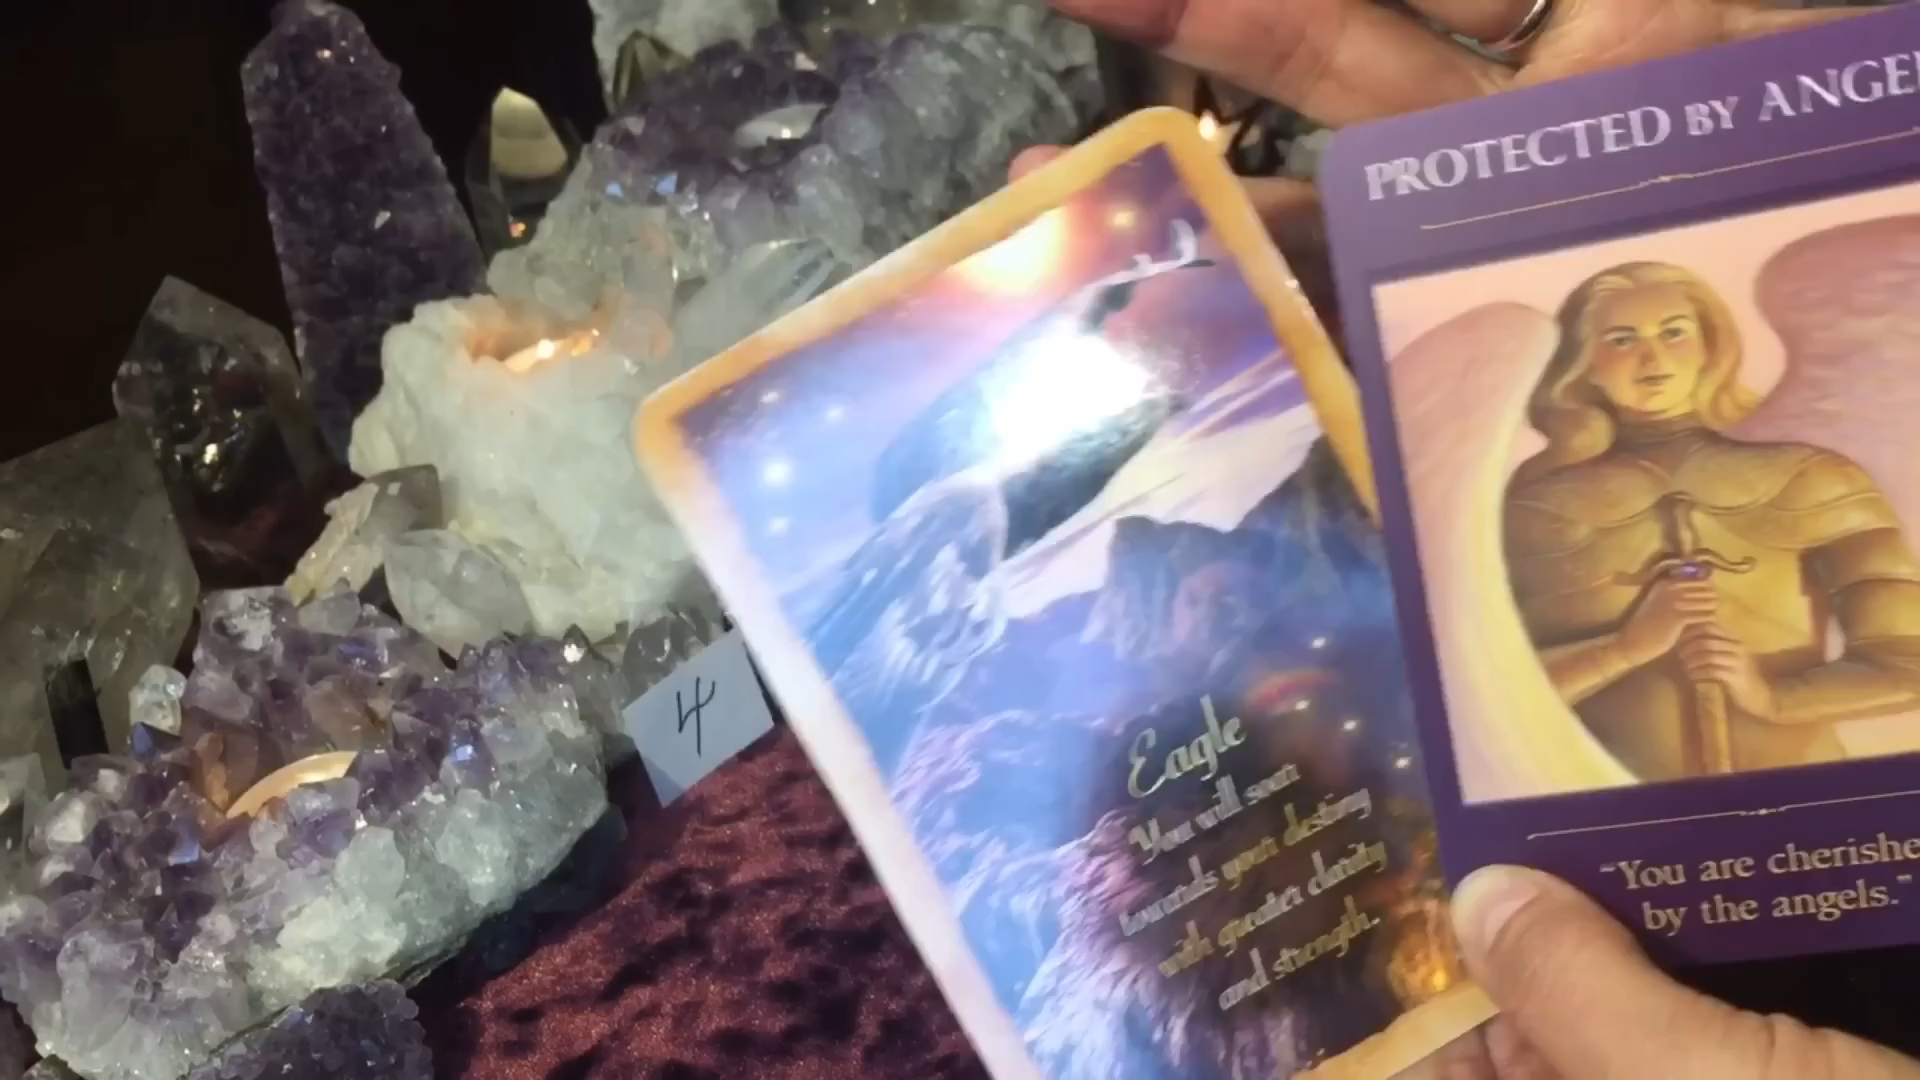 4
Eagle
You will soar
towards your destiny
with greater clarity
and strength.
PROTECTED BY ANGE
"You are cherishe
by the angels."